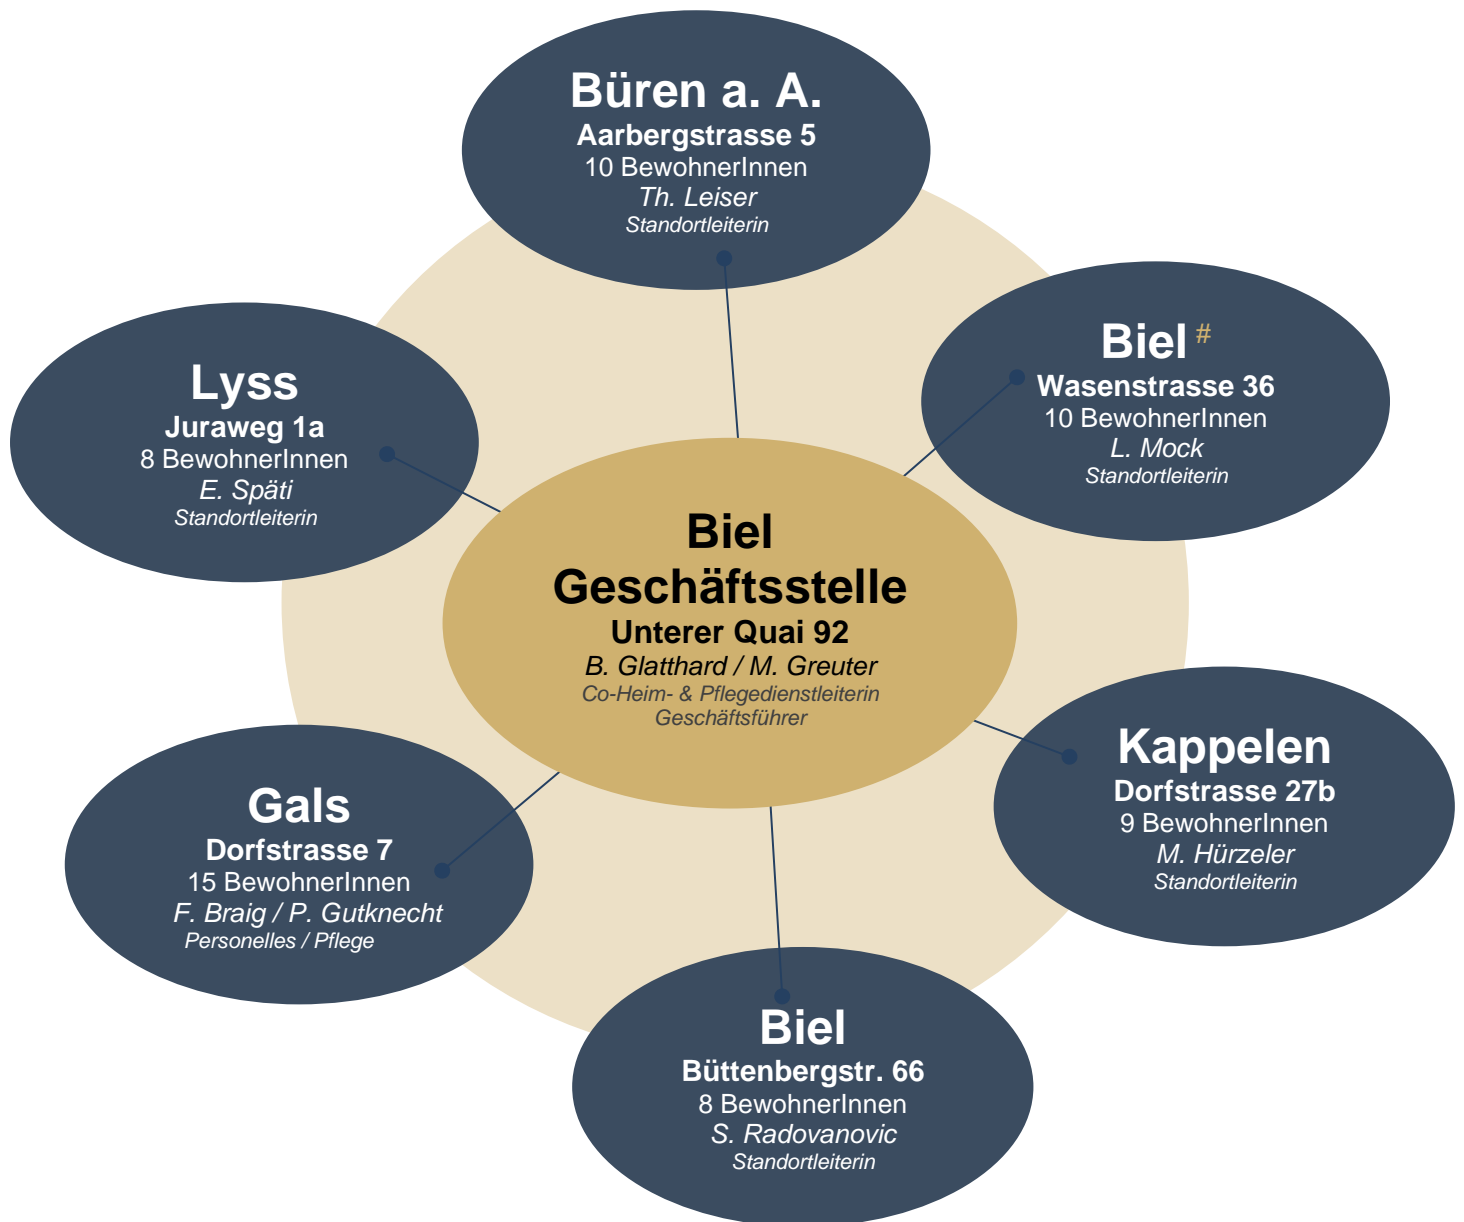 Büren a. A.
Aarbergstrasse 5
10 BewohnerInnen
Th. Leiser
Standortleiterin
Biel #
Wasenstrasse 36
10 BewohnerInnen
L. Mock
Standortleiterin
Lyss
Juraweg 1a
8 BewohnerInnen
E. Späti
Standortleiterin
Biel
Geschäftsstelle
Unterer Quai 92
B. Glatthard / M. Greuter
Co-Heim- & Pflegedienstleiterin
Geschäftsführer
Kappelen
Dorfstrasse 27b
9 BewohnerInnen
M. Hürzeler
Standortleiterin
Gals
Dorfstrasse 7
15 BewohnerInnen
F. Braig / P. Gutknecht
Personelles / Pflege
Biel
Büttenbergstr. 66
8 BewohnerInnen
S. Radovanovic
Standortleiterin